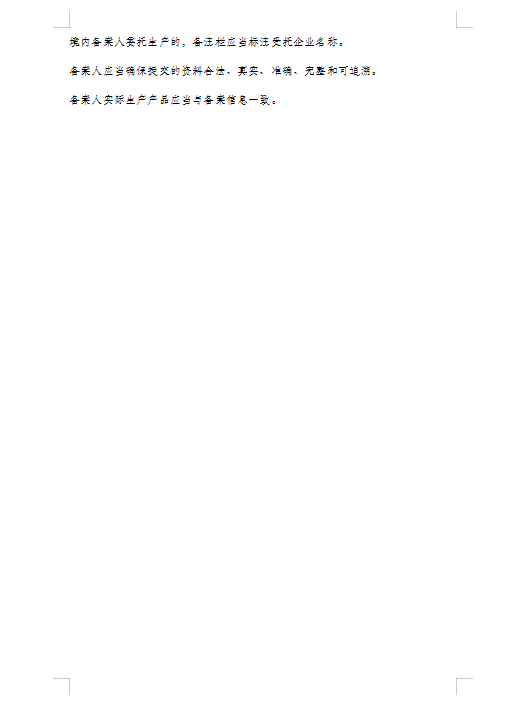 境内备案人委托生产的，备注栏应当标注受托企业名称。
备案人应当确保提交的资料合法、真实、准确、完整和可追溯。
备案人实际生产产品应当与备案信息一致。